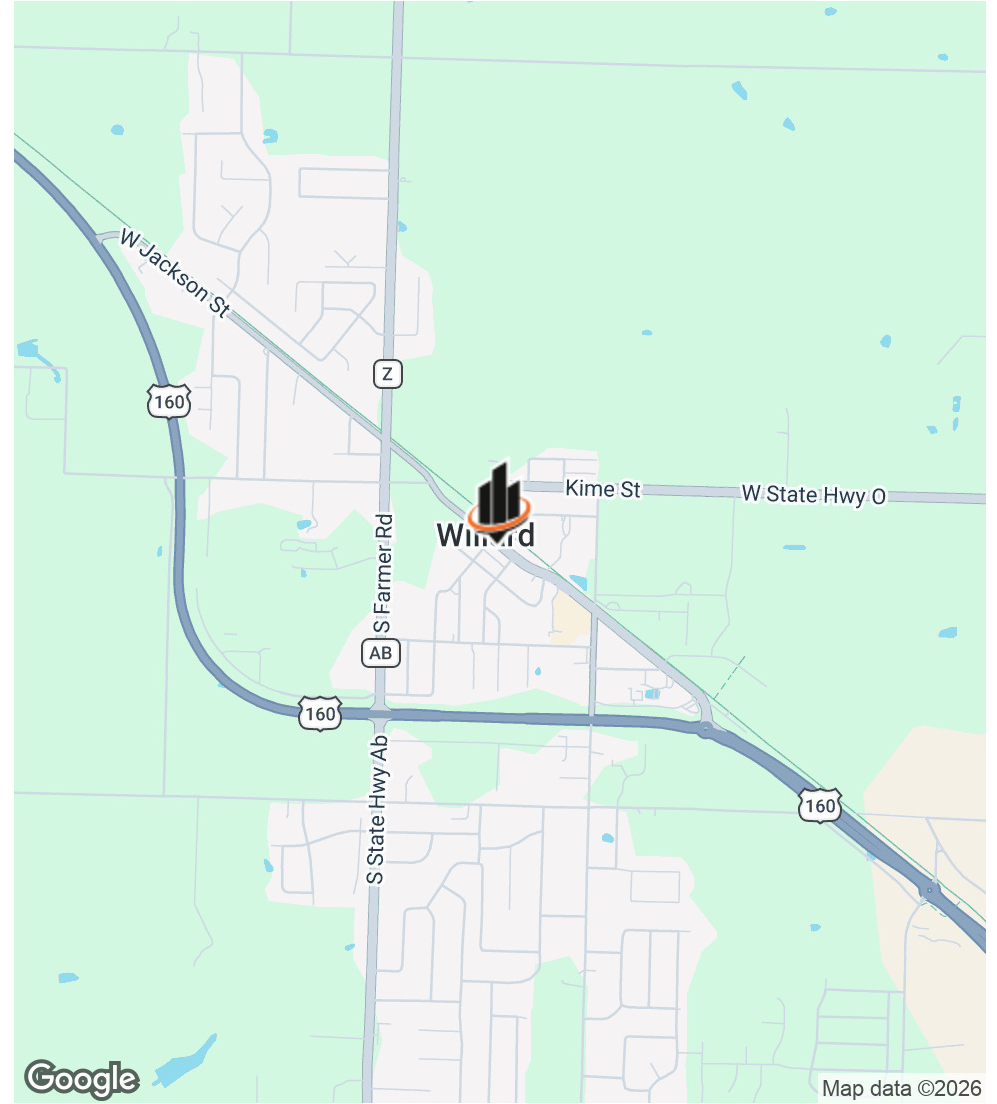 W Jackson St
Z
160
Kime St
W State Hwy O
S Farmer Rd
AB
160
S State Hwy Ab
160
Google
Map data ©2026